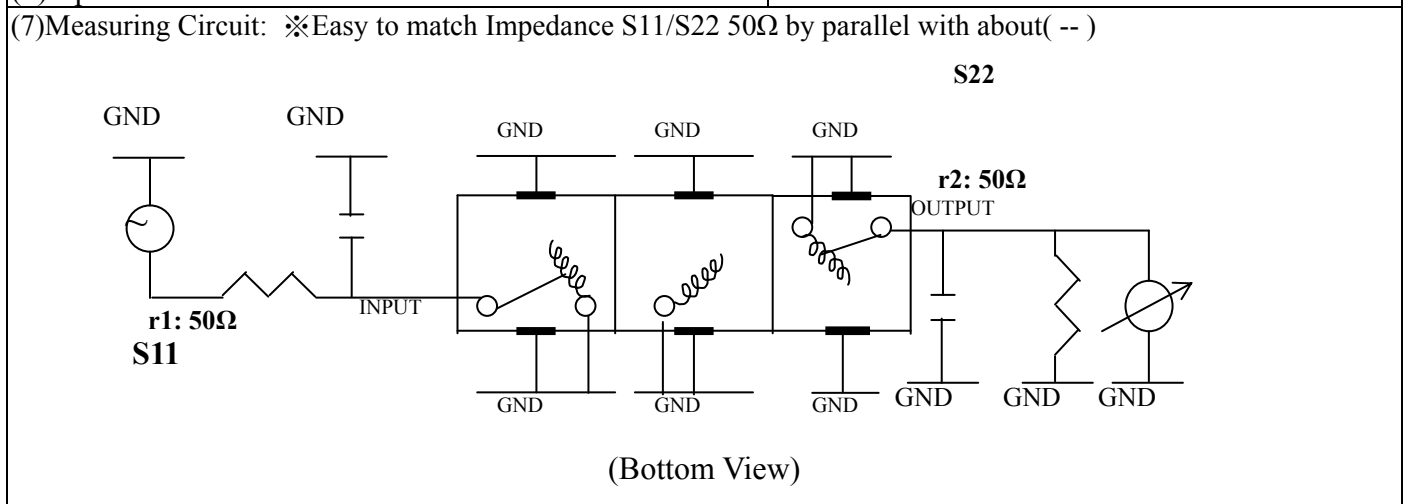 (7)Measuring Circuit: ※Easy to match Impedance S11/S22 50Ω by parallel with about( -- )
S22
GND GND GND GND GND
r2: 50Ω
OUTPUT
INPUT
r1: 50Ω
S11
GND GND GND GND GND GND
(Bottom View)